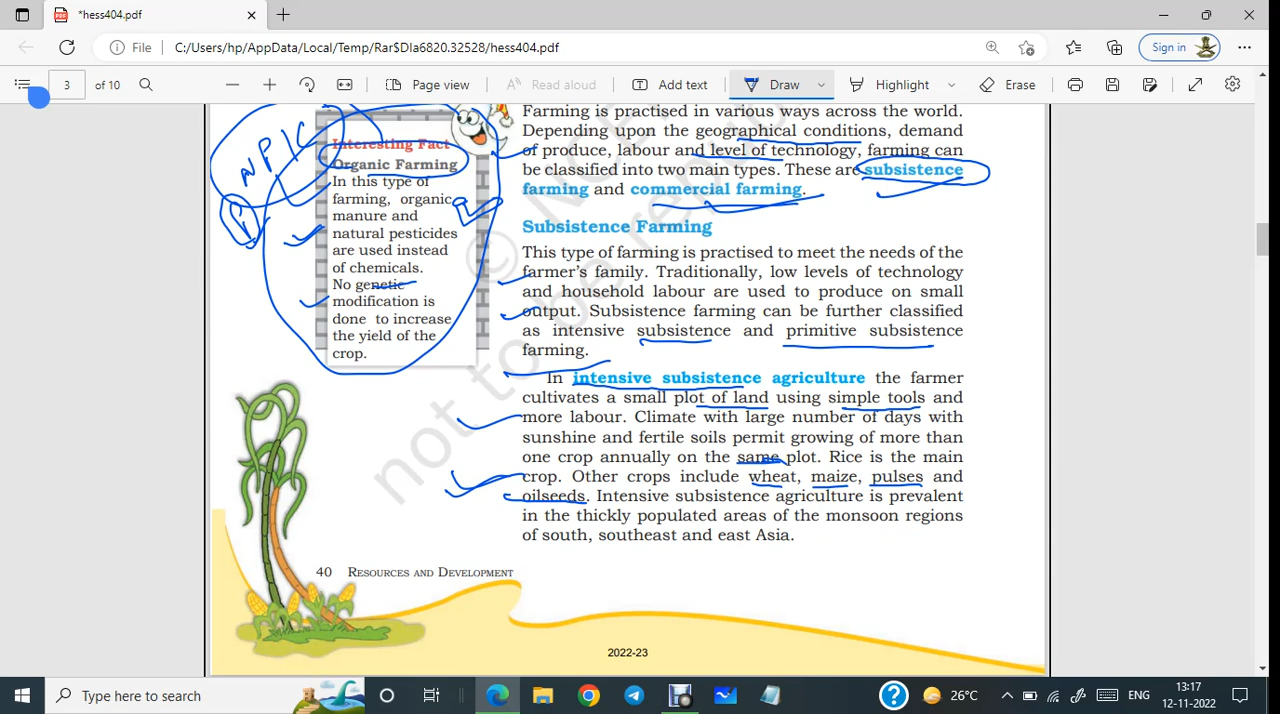 *hess404.pdf
File C:/Users/hp/AppData/Local/Temp/Rar$DIa6820.32528/hess404.pdf
Sign in
3 of 10
Page view
Read aloud
Add text
Draw
Highlight
Erase
Interesting Fact
Organic Farming
In this type of
farming, organic
manure and
natural pesticides
are used instead
of chemicals.
No genetic
modification is
done to increase
the yield of the
crop.
Farming is practised in various ways across the world.
Depending upon the geographical conditions, demand
of produce, labour and level of technology, farming can
be classified into two main types. These are subsistence
farming and commercial farming.
Subsistence Farming
This type of farming is practised to meet the needs of the
farmer's family. Traditionally, low levels of technology
and household labour are used to produce on small
output. Subsistence farming can be further classified
as intensive subsistence and primitive subsistence
farming.
In intensive subsistence agriculture the farmer
cultivates a small plot of land using simple tools and
more labour. Climate with large number of days with
sunshine and fertile soils permit growing of more than
one crop annually on the same plot. Rice is the main
crop. Other crops include wheat, maize, pulses and
oilseeds. Intensive subsistence agriculture is prevalent
in the thickly populated areas of the monsoon regions
of south, southeast and east Asia.
not to be
40 Resources and Development
2022-23
Type here to search
26°C
ENG
13:17
12-11-2022